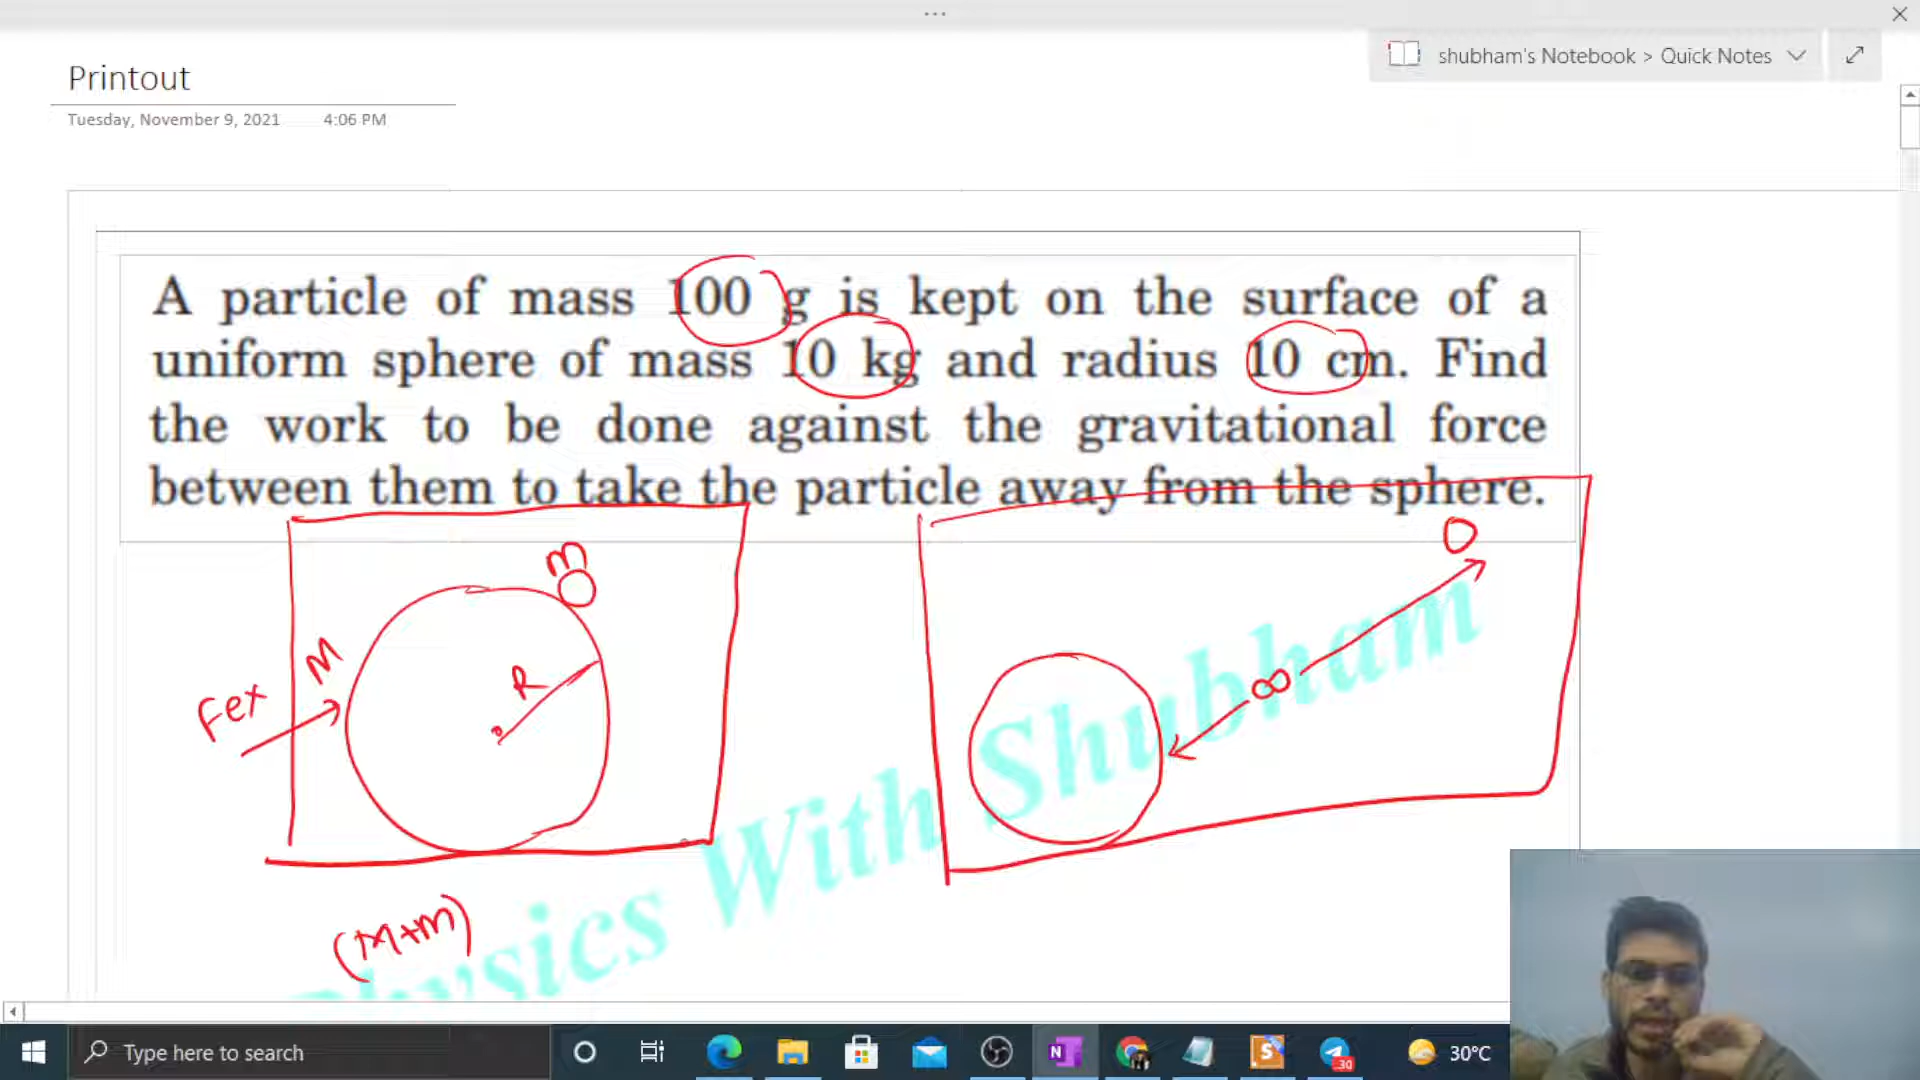 ...
shubham's Notebook > Quick Notes
Printout
Tuesday, November 9, 2021 4:06 PM
A particle of mass 100 g is kept on the surface of a
uniform sphere of mass 10 kg and radius 10 cm. Find
the work to be done against the gravitational force
between them to take the particle away from the sphere.
m
M
R
Fex
∞
(M+m)
Physics With Shubham
Type here to search
30
30°C